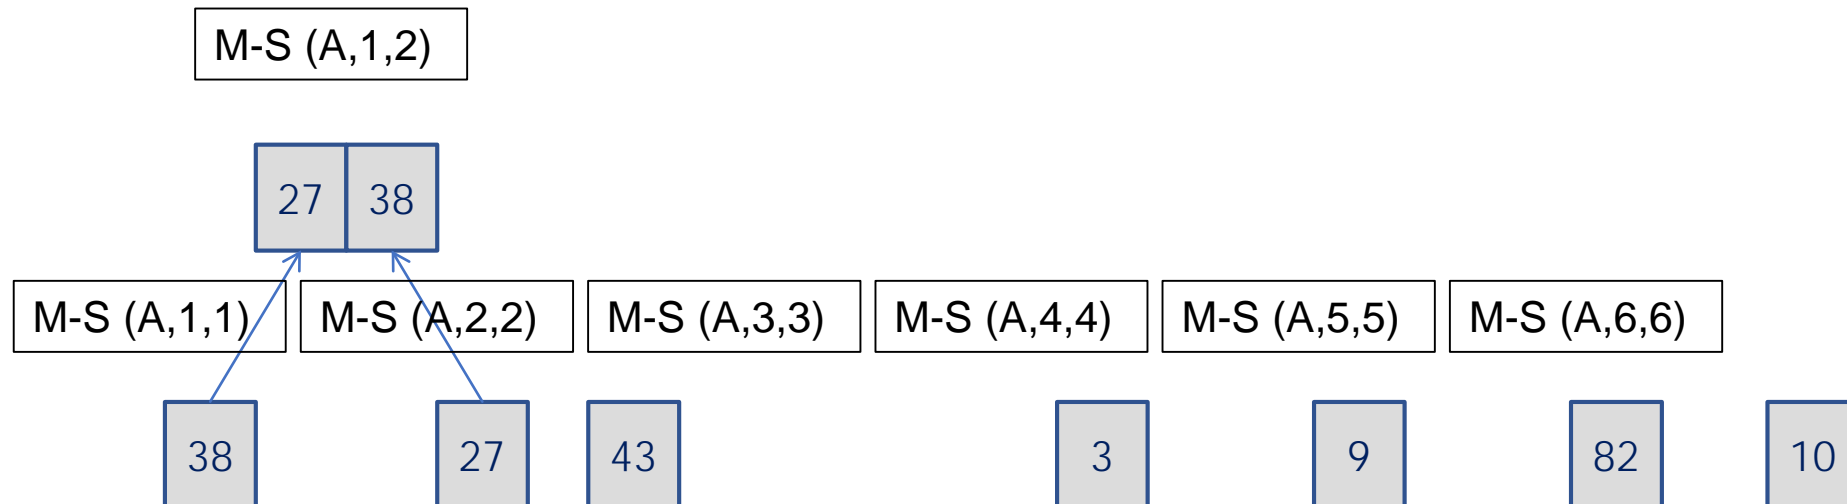 M-S (A,1,2)
27 38
M-S (A,1,1) M-S (A,2,2) M-S (A,3,3) M-S (A,4,4) M-S (A,5,5) M-S (A,6,6)
38 27 43 3 9 82 10